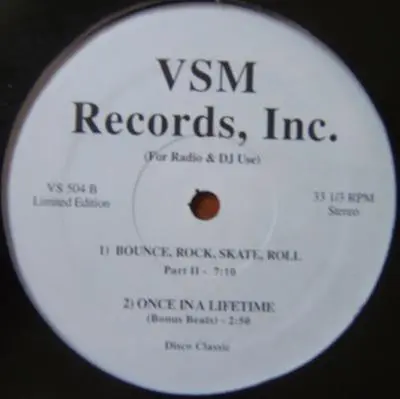 VSM
Records, Inc.
(For Radio & DJ Use)
VS 504 B
Limited Edition
33 1/3 RPM
Stereo
1) BOUNCE, ROCK, SKATE, ROLL
Part II - 7:10
2) ONCE IN A LIFETIME
(Bonus Beats) - 2:50
Disco Classic